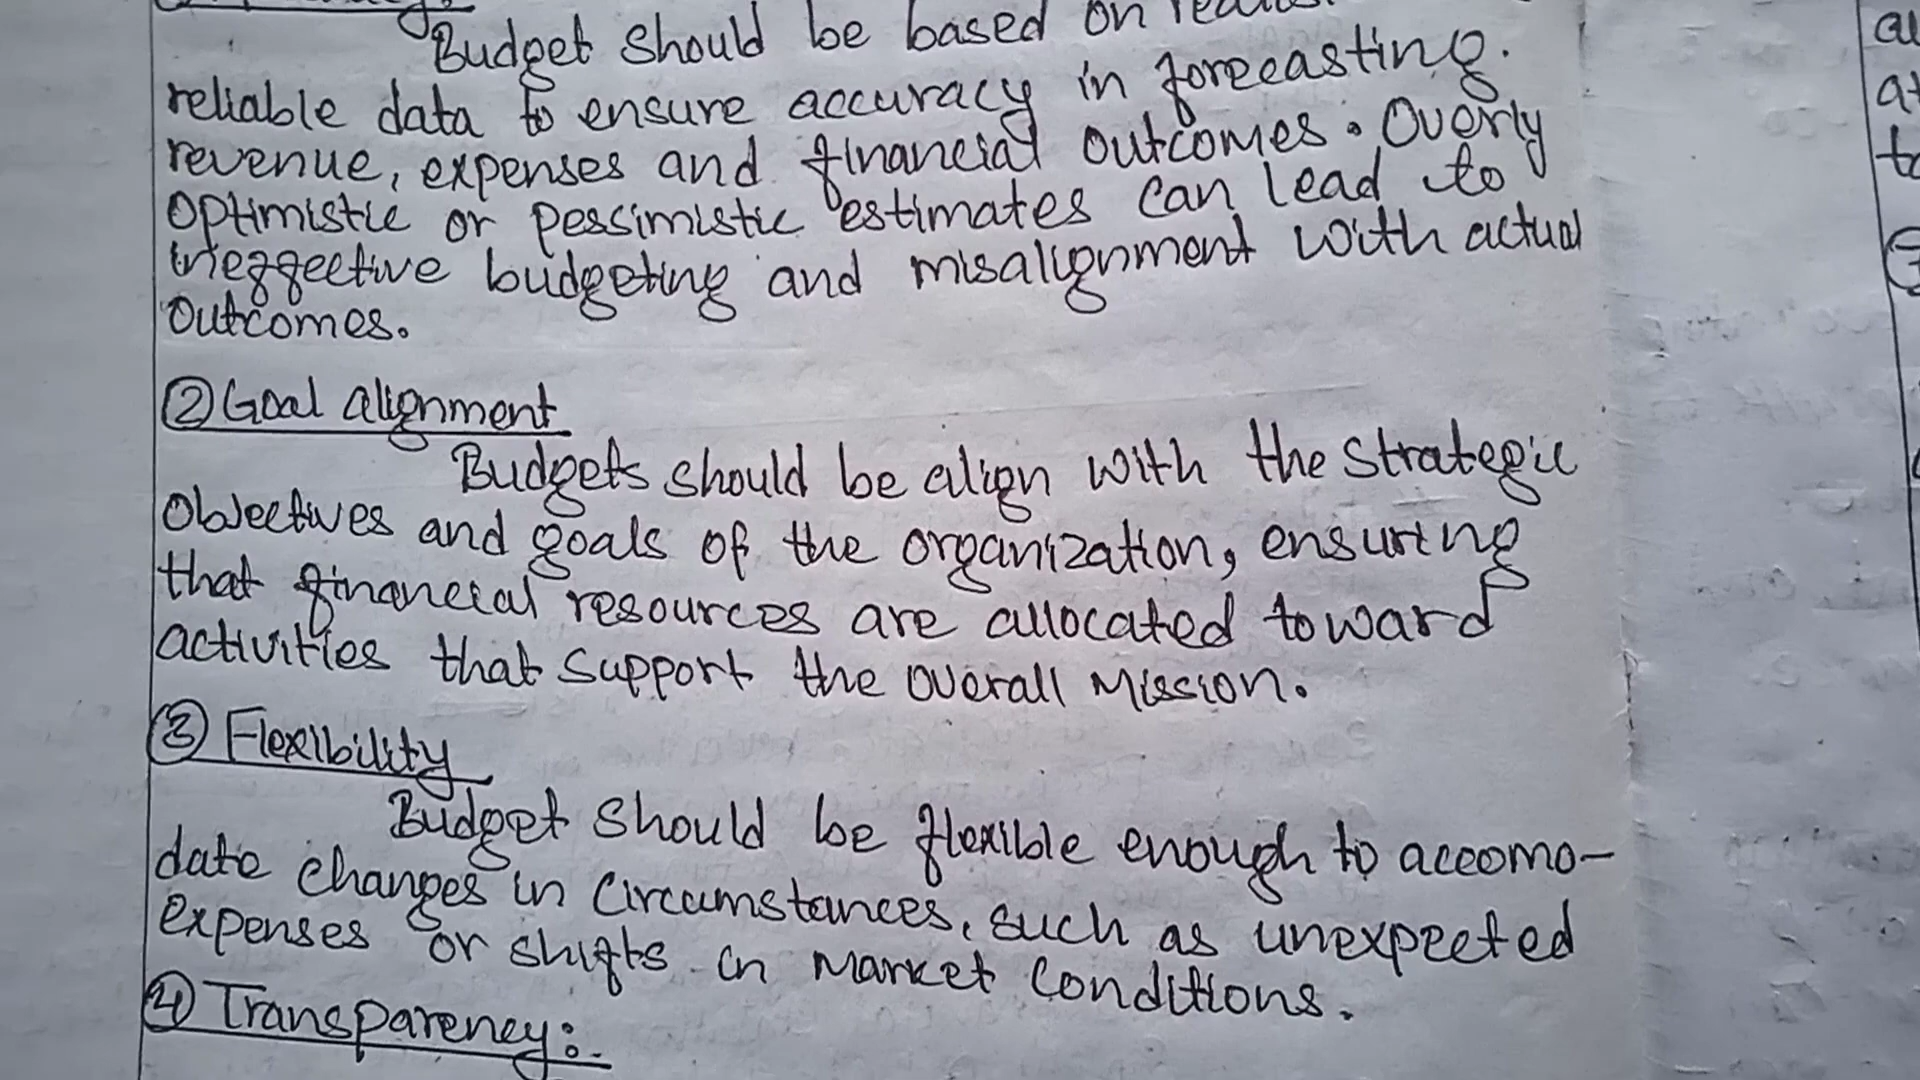 Budget should be based on
reliable data to ensure accuracy in forecasting.
revenue, expenses and financial outcomes. Overly
optimistic or pessimistic estimates can lead to
ineffective budgeting and misalignment with actual
outcomes.
② Goal alignment
Budgets should be align with the strategic
objectives and goals of the organization, ensuring
that financial resources are allocated toward
activities that support the overall Mission.
③ Flexibility
Budget should be flexible enough to accomo-
date changes in circumstances, such as unexpected
expenses or shifts in market conditions.
④ Transparency:-